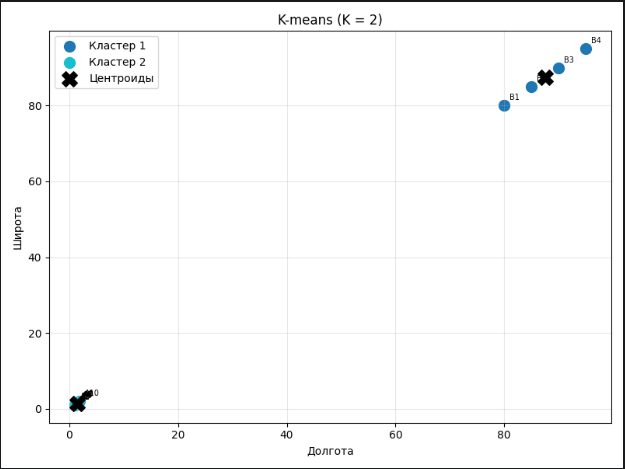 K-means (K = 2)
Кластер 1
Кластер 2
Центроиды
B4
B3
B1
80
60
40
20
0
Широта
0
20
40
60
80
Долгота